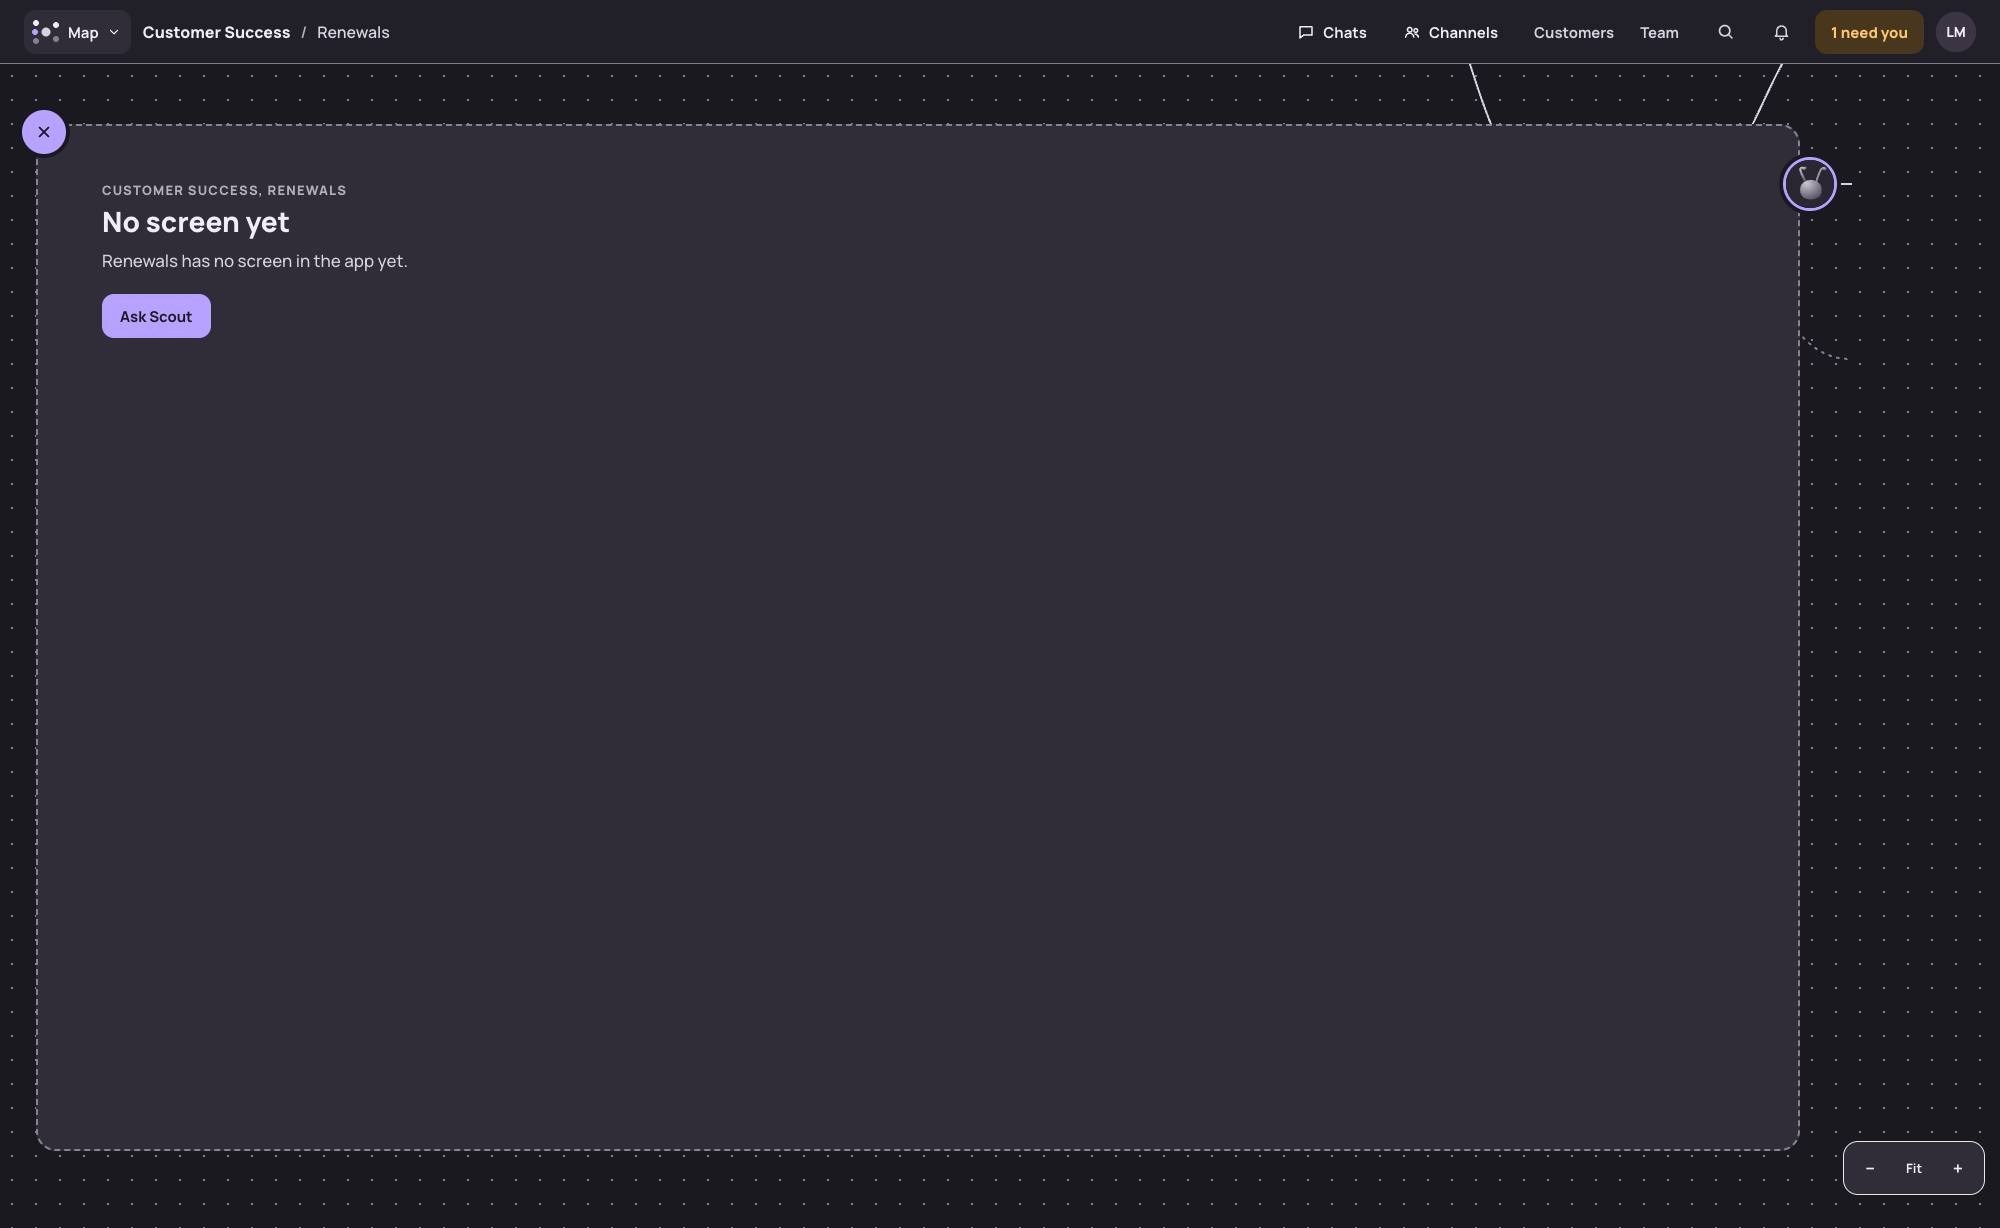 Map
Customer Success / Renewals
Chats
Channels
Customers
Team
1 need you
LM
CUSTOMER SUCCESS, RENEWALS
No screen yet
Renewals has no screen in the app yet.
Ask Scout
− Fit +